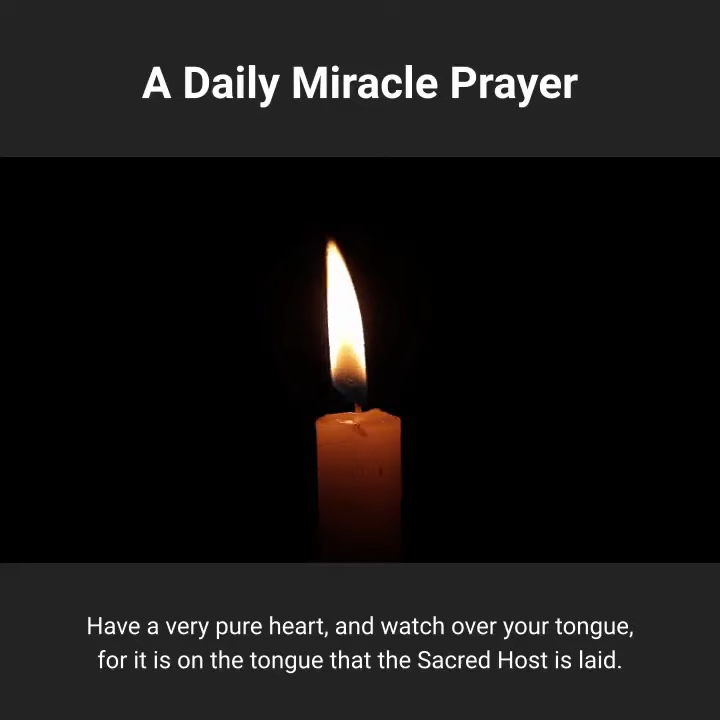 A Daily Miracle Prayer
Have a very pure heart, and watch over your tongue,
for it is on the tongue that the Sacred Host is laid.